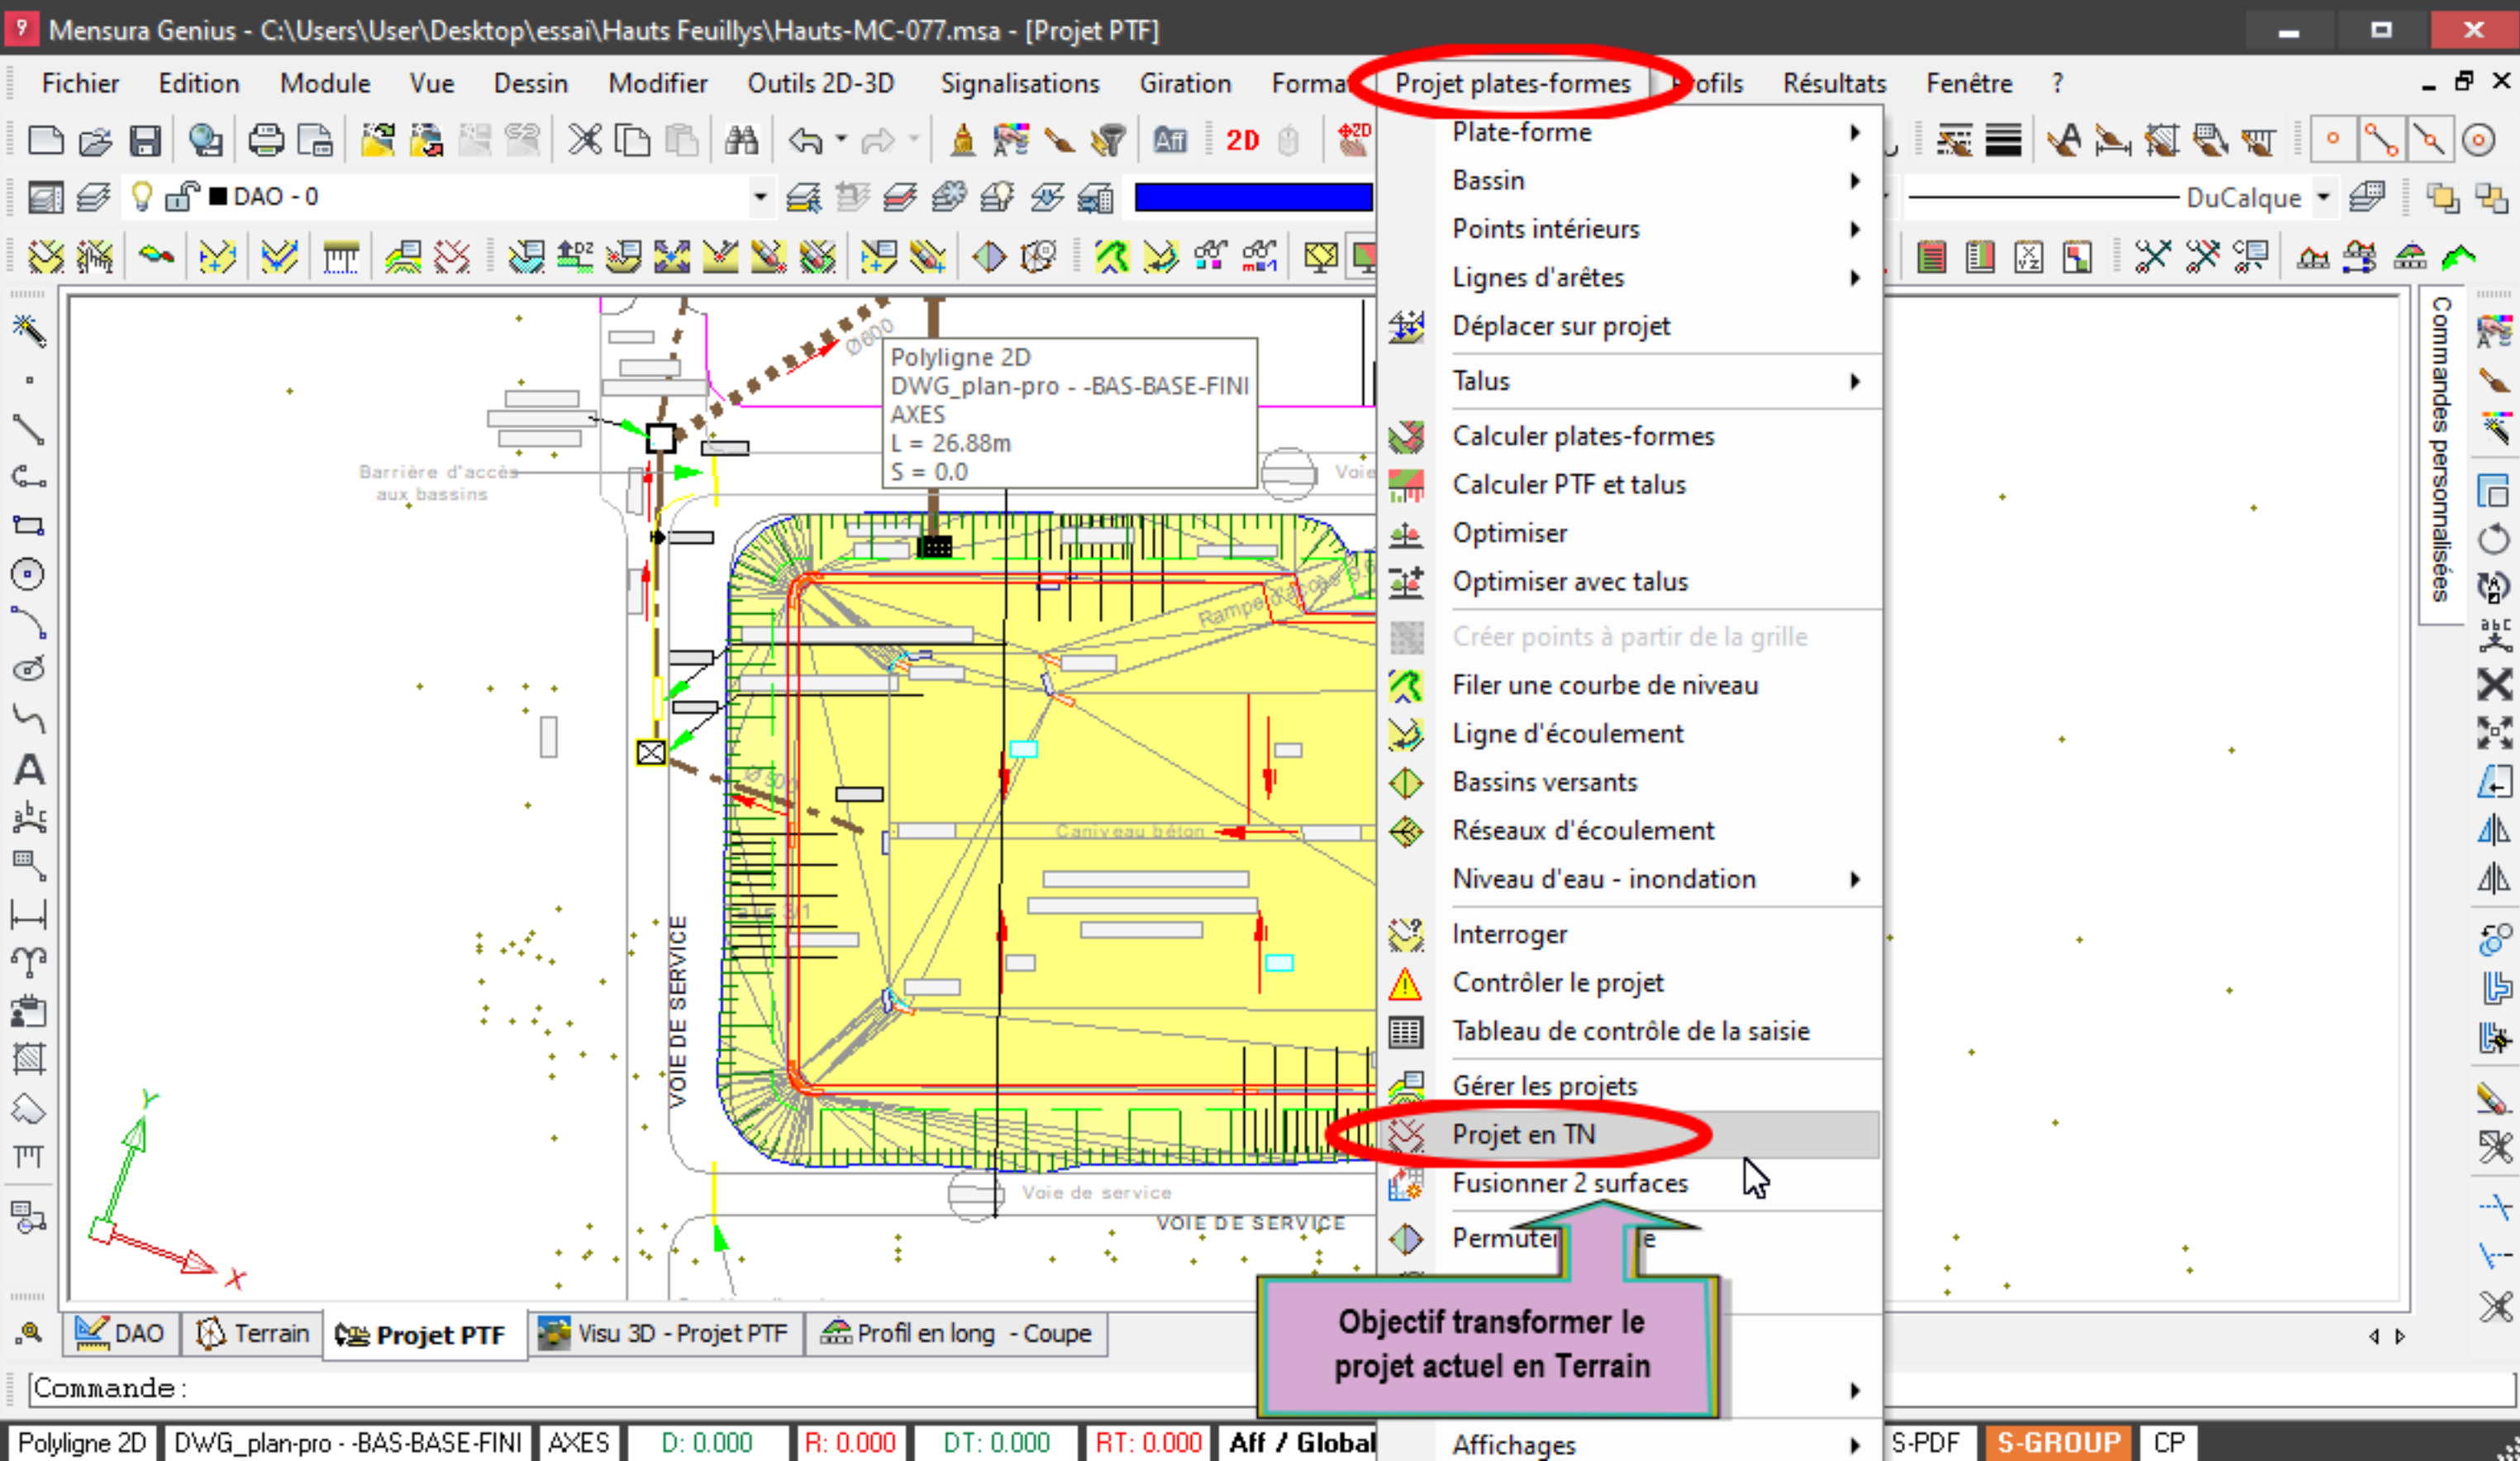 Mensura Genius - C:\Users\User\Desktop\essai\Hauts Feuillys\Hauts-MC-077.msa - [Projet PTF]
Fichier Edition Module Vue Dessin Modifier Outils 2D-3D Signalisations Giration Forma Projet plates-formes rofils Résultats Fenêtre ?
Aff 2D
DAO - 0
DuCalque
Commandes personnalisées
Plate-forme
Bassin
Points intérieurs
Lignes d'arêtes
Déplacer sur projet
Talus
Calculer plates-formes
Calculer PTF et talus
Optimiser
Optimiser avec talus
Créer points à partir de la grille
Filer une courbe de niveau
Ligne d'écoulement
Bassins versants
Réseaux d'écoulement
Niveau d'eau - inondation
Interroger
Contrôler le projet
Tableau de contrôle de la saisie
Gérer les projets
Projet en TN
Fusionner 2 surfaces
Permuter e
Affichages
Objectif transformer le
projet actuel en Terrain
Polyligne 2D
DWG_plan-pro - -BAS-BASE-FINI
AXES
L = 26.88m
S = 0.0
Ø600
Barrière d'accès
aux bassins
Voie
Rampe d'accès
Ø500
Caniveau béton
VOIE DE SERVICE
Voie de service
VOIE DE SERVICE
Y
X
DAO Terrain Projet PTF Visu 3D - Projet PTF Profil en long - Coupe
Commande:
Polyligne 2D DWG_plan-pro - -BAS-BASE-FINI AXES D: 0.000 R: 0.000 DT: 0.000 RT: 0.000 Aff / Global S-PDF S-GROUP CP